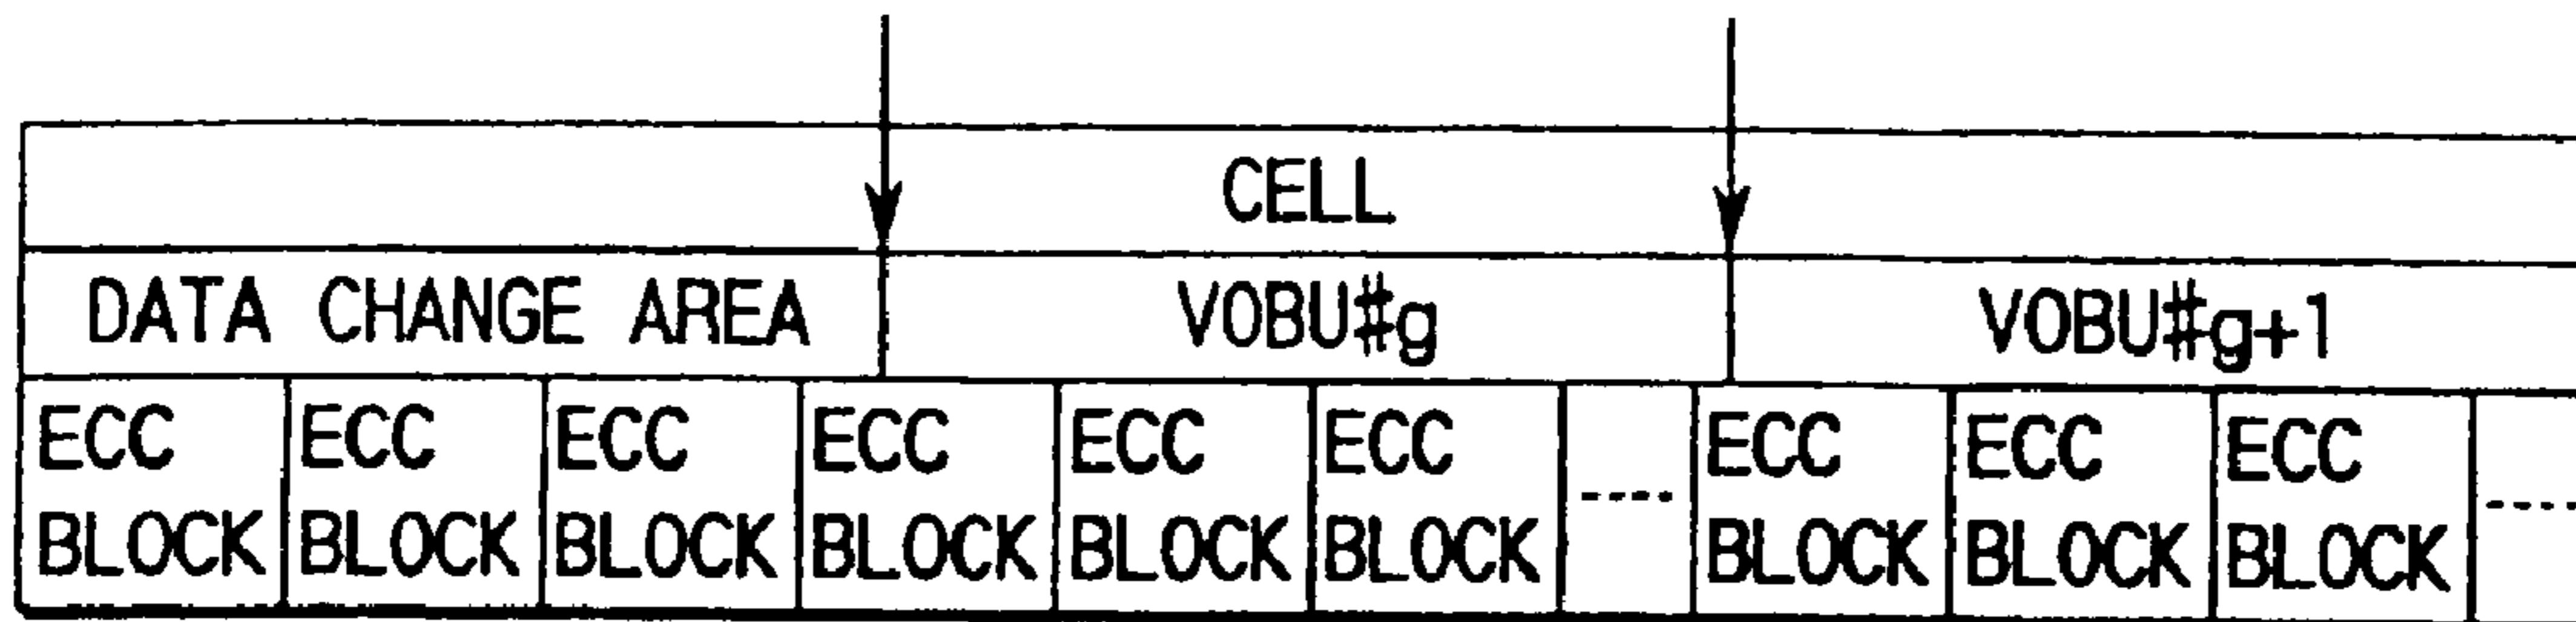 CELL
DATA CHANGE AREA VOBU#g VOBU#g+1
ECC ECC ECC ECC ECC ECC ---- ECC ECC ECC ----
BLOCK BLOCK BLOCK BLOCK BLOCK BLOCK BLOCK BLOCK BLOCK